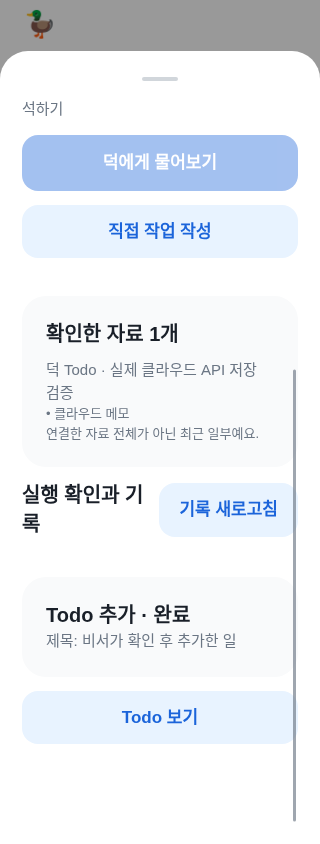 석하기
덕에게 물어보기
직접 작업 작성
확인한 자료 1개
덕 Todo · 실제 클라우드 API 저장
검증
• 클라우드 메모
연결한 자료 전체가 아닌 최근 일부예요.
실행 확인과 기
록
기록 새로고침
Todo 추가 · 완료
제목: 비서가 확인 후 추가한 일
Todo 보기